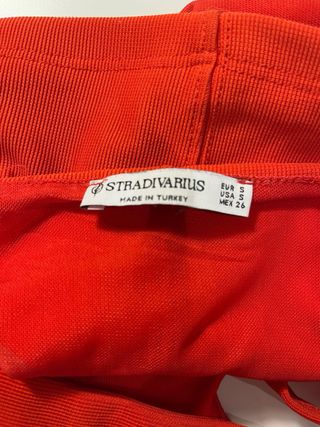 STRADIVARIUS
MADE IN TURKEY
EUR S
USA S
MEX 26